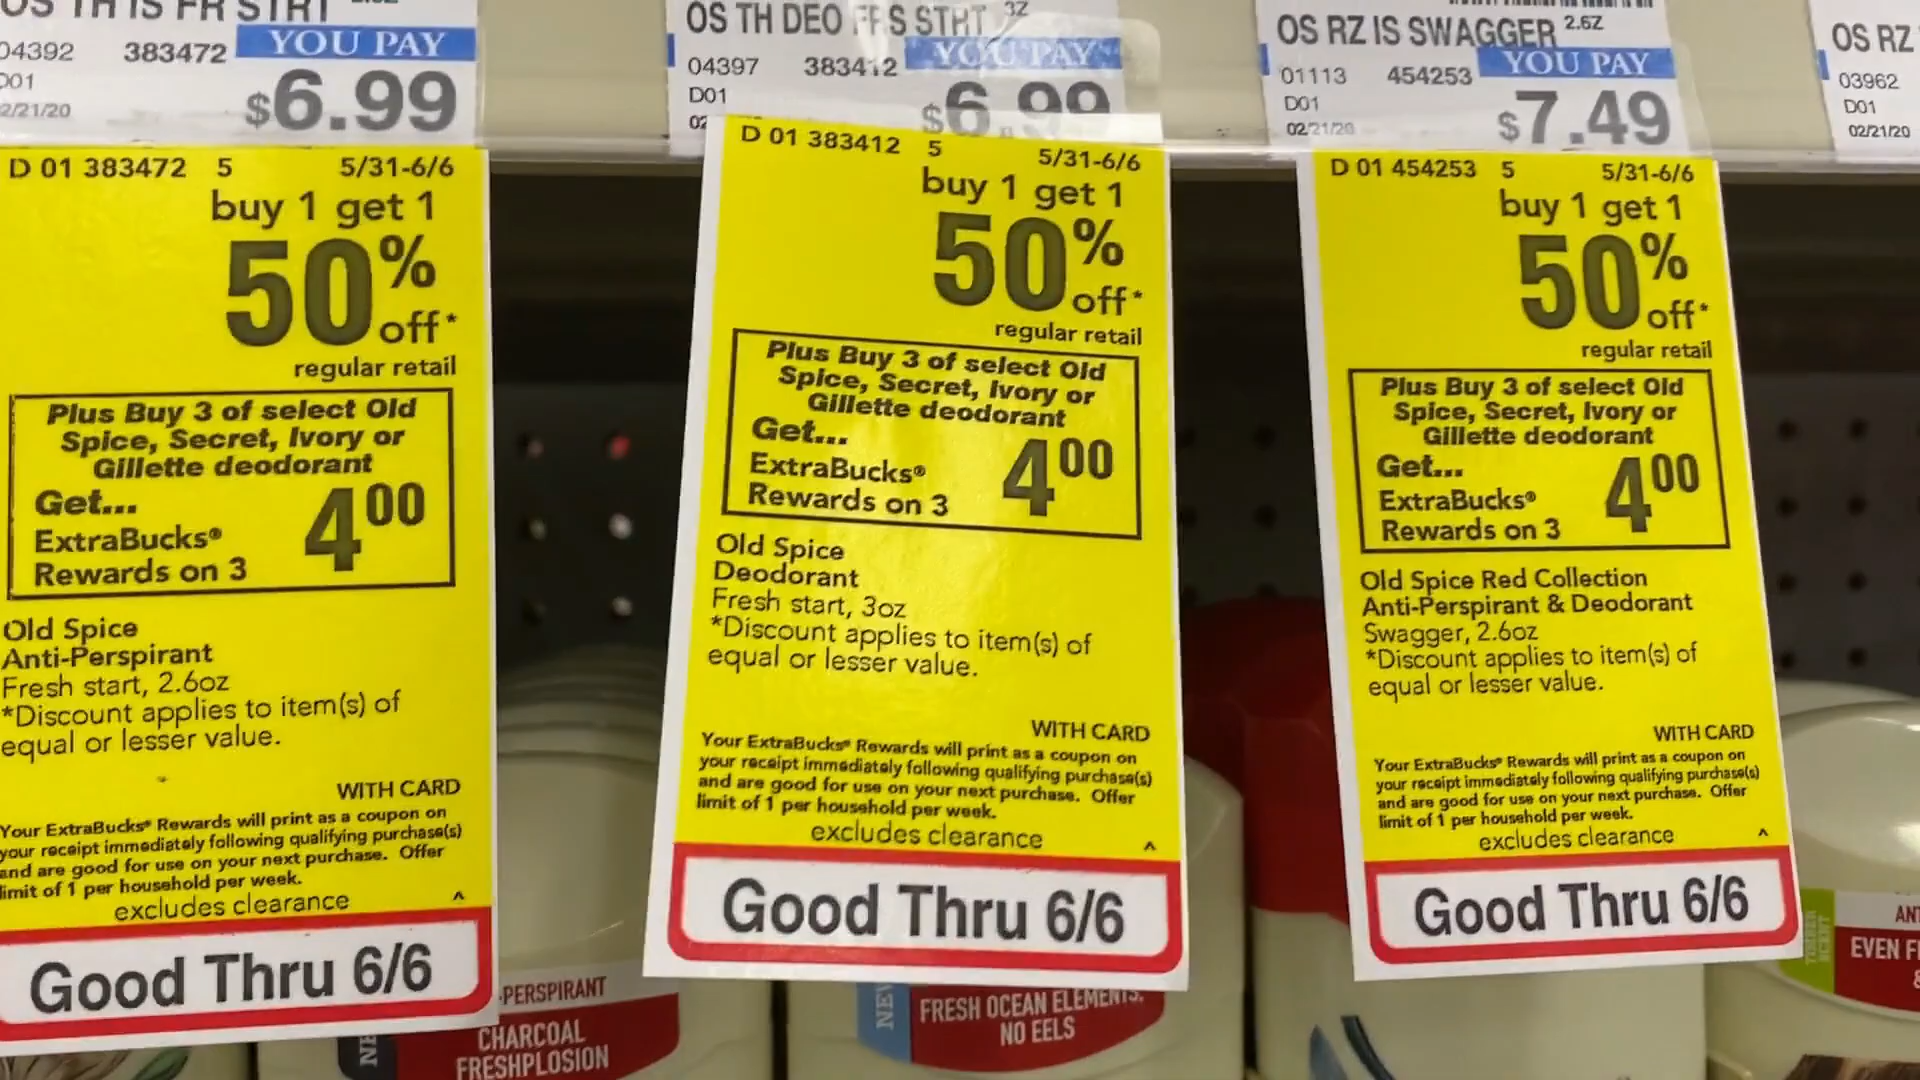 OS TH IS FR STRT
04392 383472 YOU PAY
D01
2/21/20 $6.99
D 01 383472 5 5/31-6/6
buy 1 get 1
50%
off*
regular retail
Plus Buy 3 of select Old
Spice, Secret, Ivory or
Gillette deodorant
Get...
ExtraBucks®
Rewards on 3
4.00
Old Spice
Anti-Perspirant
Fresh start, 2.6oz
*Discount applies to item(s) of
equal or lesser value.
WITH CARD
Your ExtraBucks® Rewards will print as a coupon on
your receipt immediately following qualifying purchase(s)
and are good for use on your next purchase. Offer
limit of 1 per household per week.
excludes clearance ^
Good Thru 6/6
OS TH DEO FR S STRT 3Z
04397 383412 YOU PAY
D01
02 $6.99
D 01 383412 5 5/31-6/6
buy 1 get 1
50%
off*
regular retail
Plus Buy 3 of select Old
Spice, Secret, Ivory or
Gillette deodorant
Get...
ExtraBucks®
Rewards on 3
4.00
Old Spice
Deodorant
Fresh start, 3oz
*Discount applies to item(s) of
equal or lesser value.
WITH CARD
Your ExtraBucks® Rewards will print as a coupon on
your receipt immediately following qualifying purchase(s)
and are good for use on your next purchase. Offer
limit of 1 per household per week.
excludes clearance ^
Good Thru 6/6
OS RZ IS SWAGGER 2.6Z
01113 454253 YOU PAY
D01
02/21/20 $7.49
D 01 454253 5 5/31-6/6
buy 1 get 1
50%
off*
regular retail
Plus Buy 3 of select Old
Spice, Secret, Ivory or
Gillette deodorant
Get...
ExtraBucks®
Rewards on 3
4.00
Old Spice Red Collection
Anti-Perspirant & Deodorant
Swagger, 2.6oz
*Discount applies to item(s) of
equal or lesser value.
WITH CARD
Your ExtraBucks® Rewards will print as a coupon on
your receipt immediately following qualifying purchase(s)
and are good for use on your next purchase. Offer
limit of 1 per household per week.
excludes clearance ^
Good Thru 6/6
OS RZ
03962
D01
02/21/20
-PERSPIRANT
CHARCOAL
FRESHPLOSION
NEW
FRESH OCEAN ELEMENTS.
NO EELS
TIMBER
SCENT
ANT
EVEN F
&